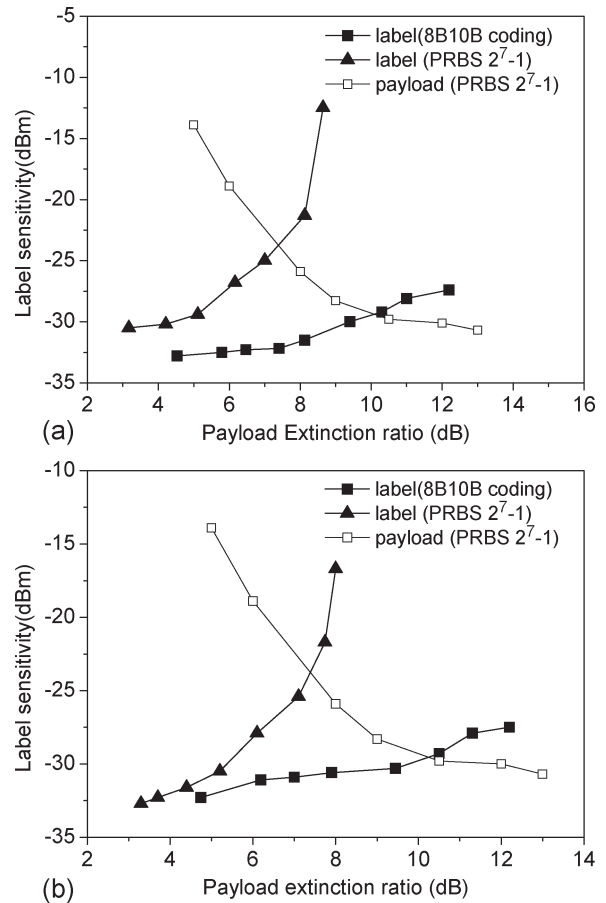 -5
-10
-15
-20
-25
-30
-35
Label sensitivity(dBm)
label(8B10B coding)
label (PRBS 2⁷-1)
payload (PRBS 2⁷-1)
2 4 6 8 10 12 14 16
(a) Payload Extinction ratio (dB)
-10
-15
-20
-25
-30
-35
Label sensitivity(dBm)
label(8B10B coding)
label (PRBS 2⁷-1)
payload (PRBS 2⁷-1)
2 4 6 8 10 12 14
(b) Payload extinction ratio (dB)